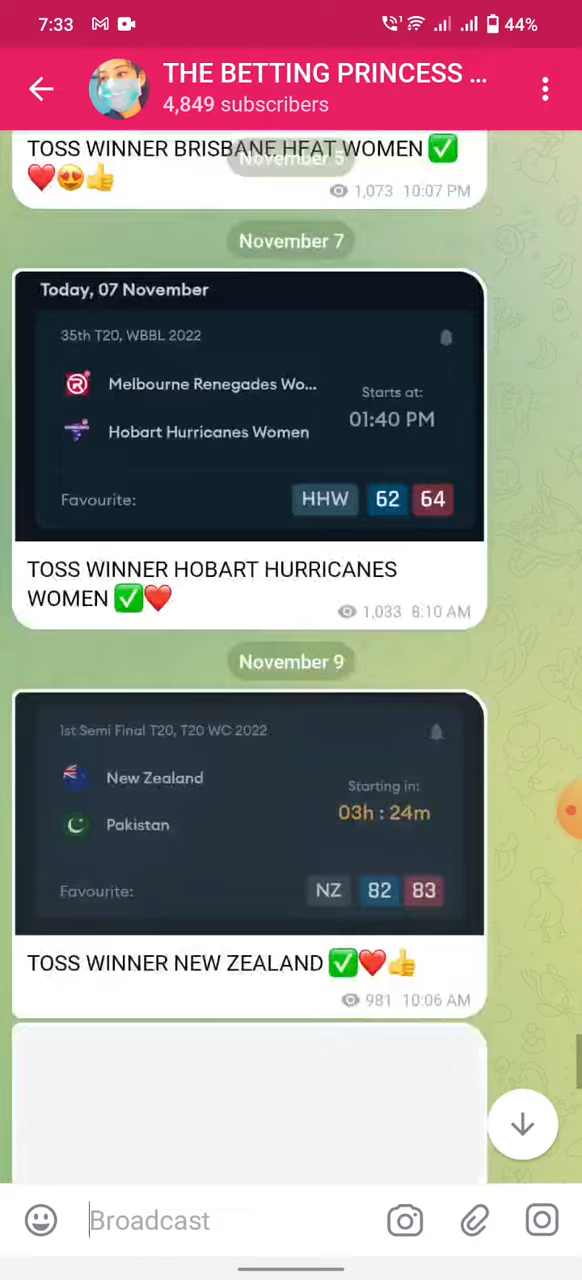 7:33
44%
THE BETTING PRINCESS ...
4,849 subscribers
TOSS WINNER BRISBANE HEAT WOMEN ✅
❤️😍👍
1,073 10:07 PM
November 5
November 7
Today, 07 November
35th T20, WBBL 2022
Melbourne Renegades Wo...
Hobart Hurricanes Women
Starts at:
01:40 PM
Favourite:
HHW 62 64
TOSS WINNER HOBART HURRICANES
WOMEN ✅❤️
1,033 8:10 AM
November 9
1st Semi Final T20, T20 WC 2022
New Zealand
Pakistan
Starting in:
03h : 24m
Favourite:
NZ 82 83
TOSS WINNER NEW ZEALAND ✅❤️👍
981 10:06 AM
Broadcast